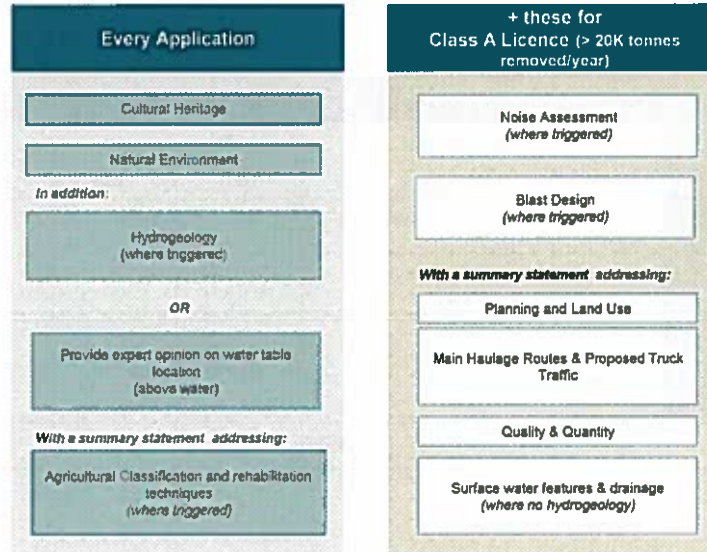 Every Application
Cultural Heritage
Natural Environment
In addition:
Hydrogeology
(where triggered)
OR
Provide expert opinion on water table
location
(above water)
With a summary statement addressing:
Agricultural Classification and rehabilitation
techniques
(where triggered)
+ these for
Class A Licence (> 20K tonnes
removed/year)
Noise Assessment
(where triggered)
Blast Design
(where triggered)
With a summary statement addressing:
Planning and Land Use
Main Haulage Routes & Proposed Truck
Traffic
Quality & Quantity
Surface water features & drainage
(where no hydrogeology)